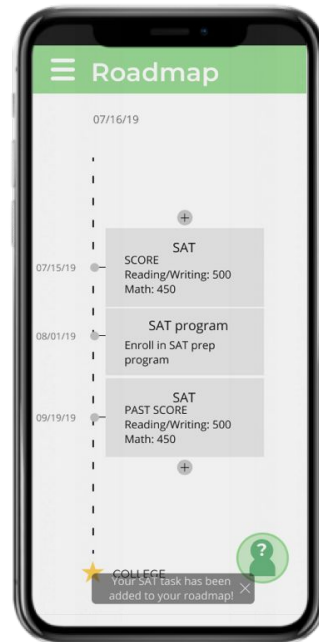 Roadmap
07/16/19
+
SAT
07/15/19
SCORE
Reading/Writing: 500
Math: 450
SAT program
08/01/19
Enroll in SAT prep
program
SAT
09/19/19
PAST SCORE
Reading/Writing: 500
Math: 450
+
?
COLLEGE
Your SAT task has been
added to your roadmap!